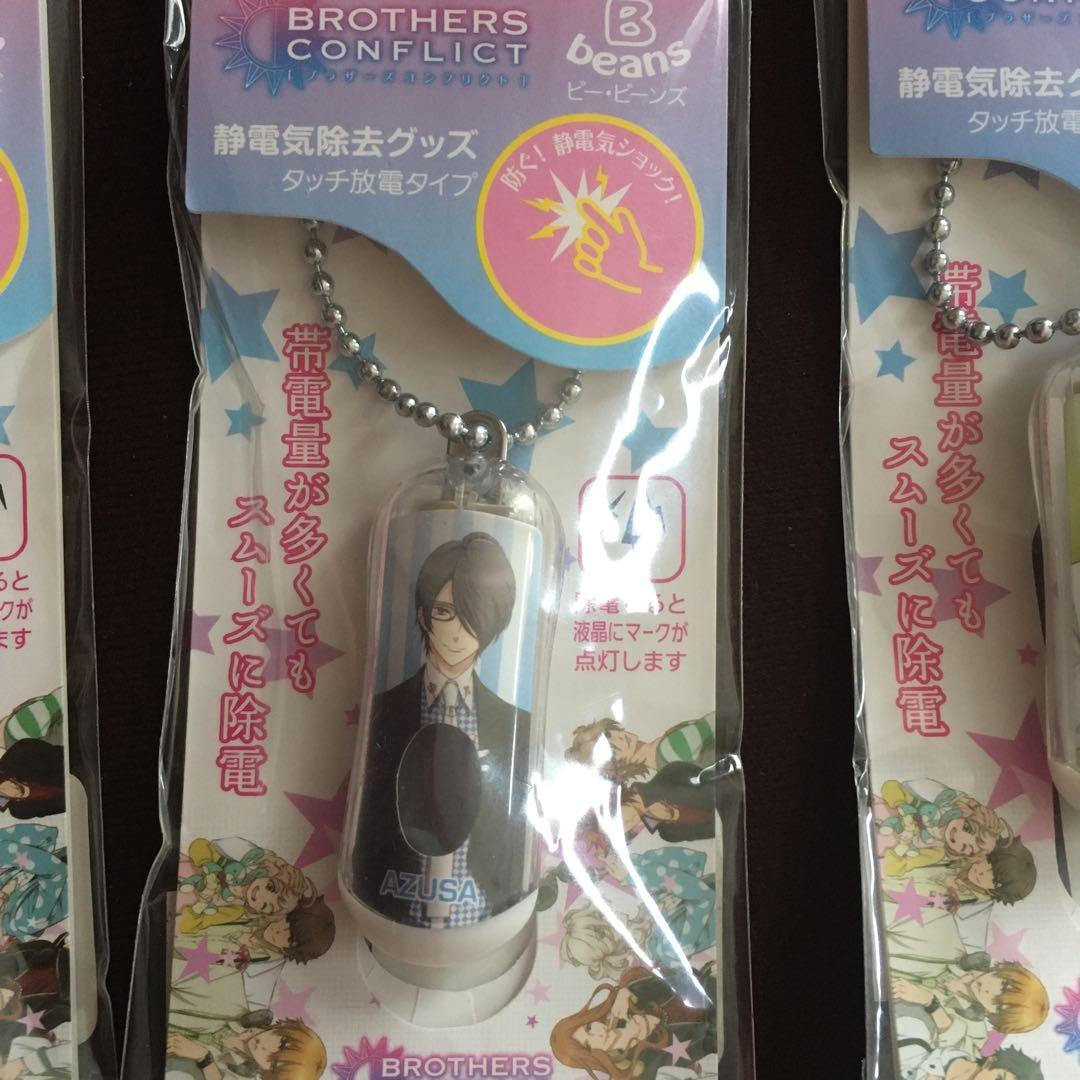 BROTHERS
CONFLICT
[ブラザーズ コンフリクト]
B
beans
ビー・ビーンズ
静電気除去グッズ
タッチ放電タイプ
防ぐ!静電気ショック!
帯電量が多くても
スムーズに除電
ると
液晶にマークが
点灯します
AZUSA
BROTHERS
静電気除去グ
タッチ放電
帯電量が多くても
スムーズに除電
ると
クが
ます